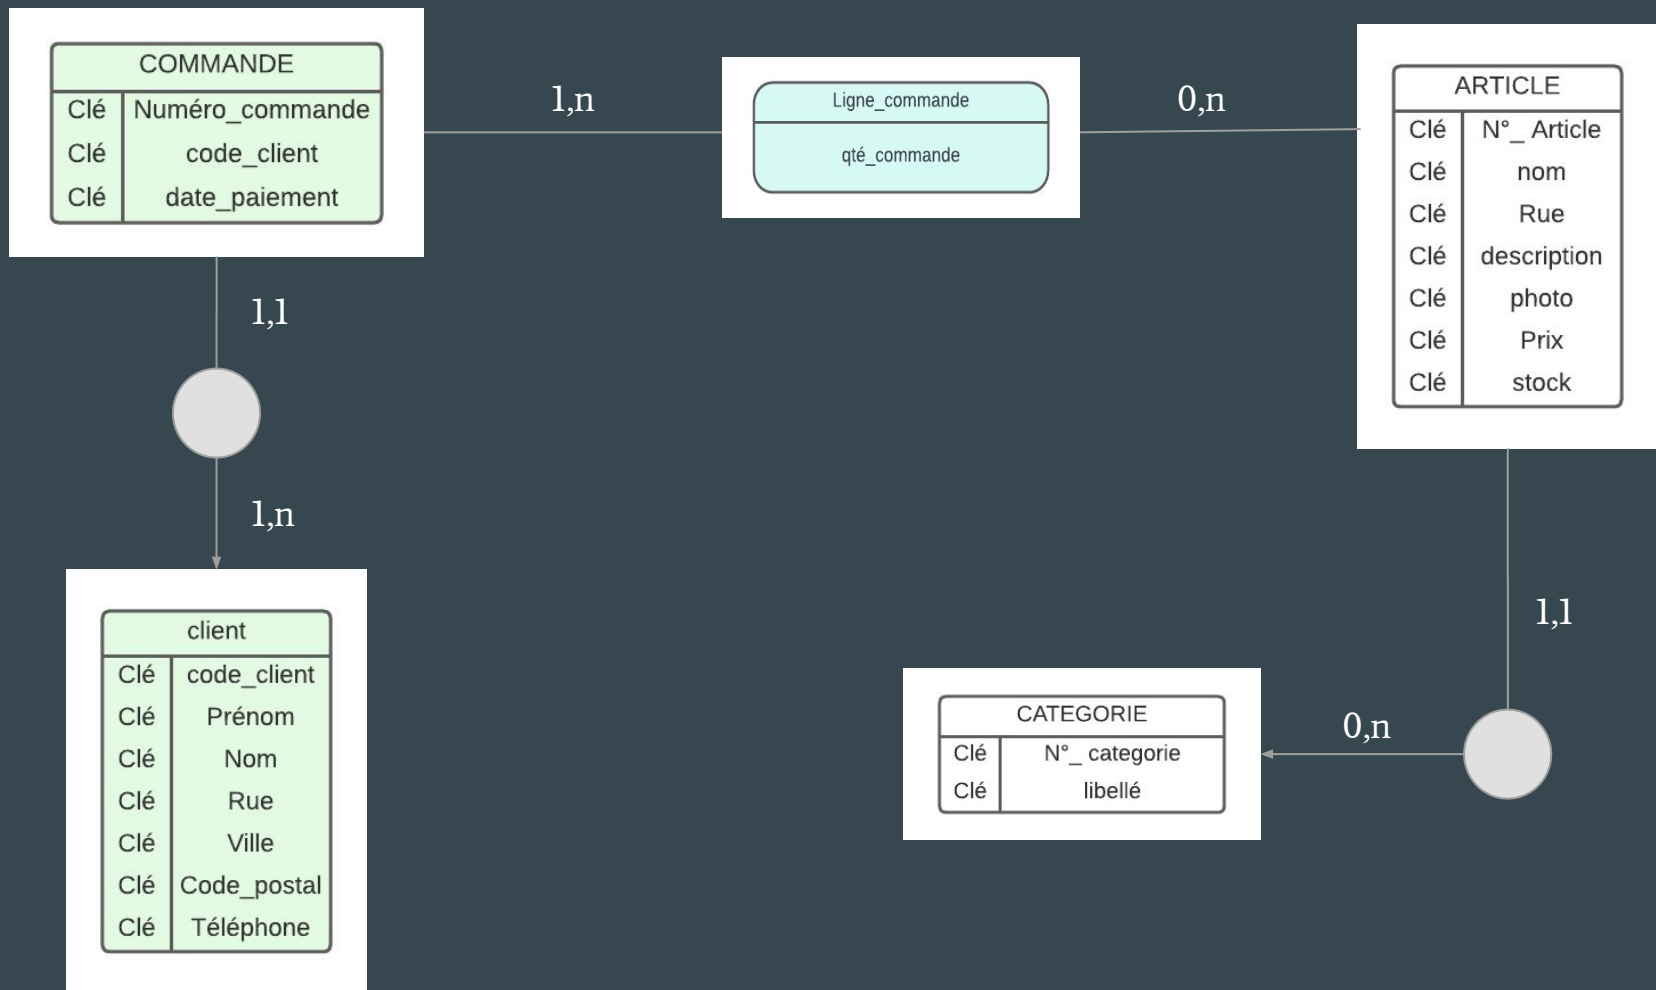 COMMANDE
Clé Numéro_commande
Clé code_client
Clé date_paiement
1,n
Ligne_commande
qté_commande
0,n
ARTICLE
Clé N°_ Article
Clé nom
Clé Rue
Clé description
Clé photo
Clé Prix
Clé stock
1,1
1,n
client
Clé code_client
Clé Prénom
Clé Nom
Clé Rue
Clé Ville
Clé Code_postal
Clé Téléphone
1,1
0,n
CATEGORIE
Clé N°_ categorie
Clé libellé